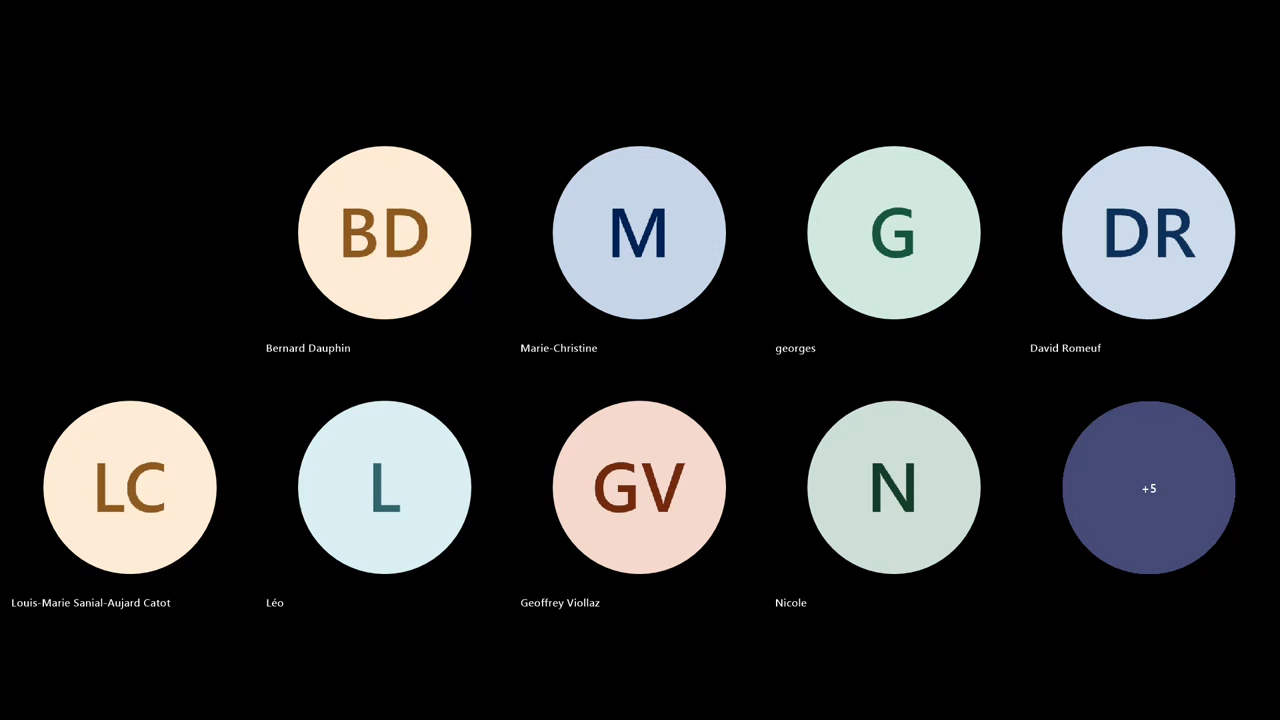 BD
M
G
DR
Bernard Dauphin
Marie-Christine
georges
David Romeuf
LC
L
GV
N
+5
Louis-Marie Sanial-Aujard Catot
Léo
Geoffrey Viollaz
Nicole